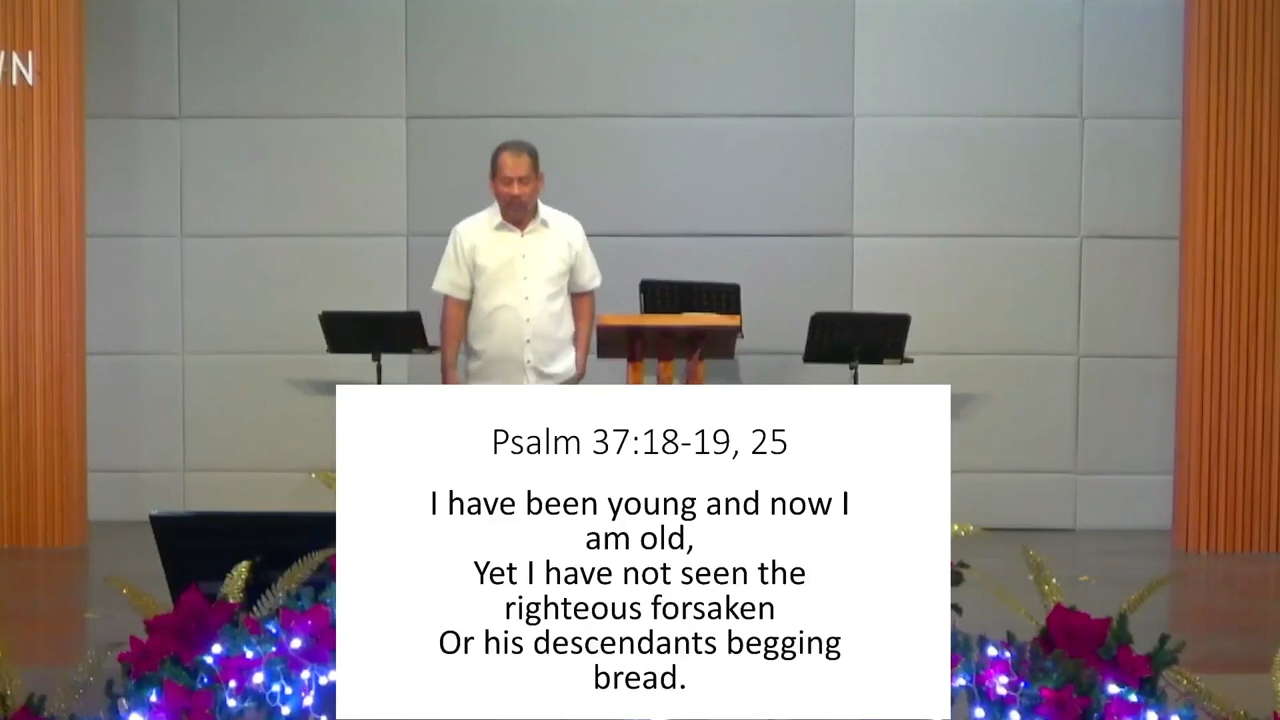 WN
Psalm 37:18-19, 25
I have been young and now I
am old,
Yet I have not seen the
righteous forsaken
Or his descendants begging
bread.